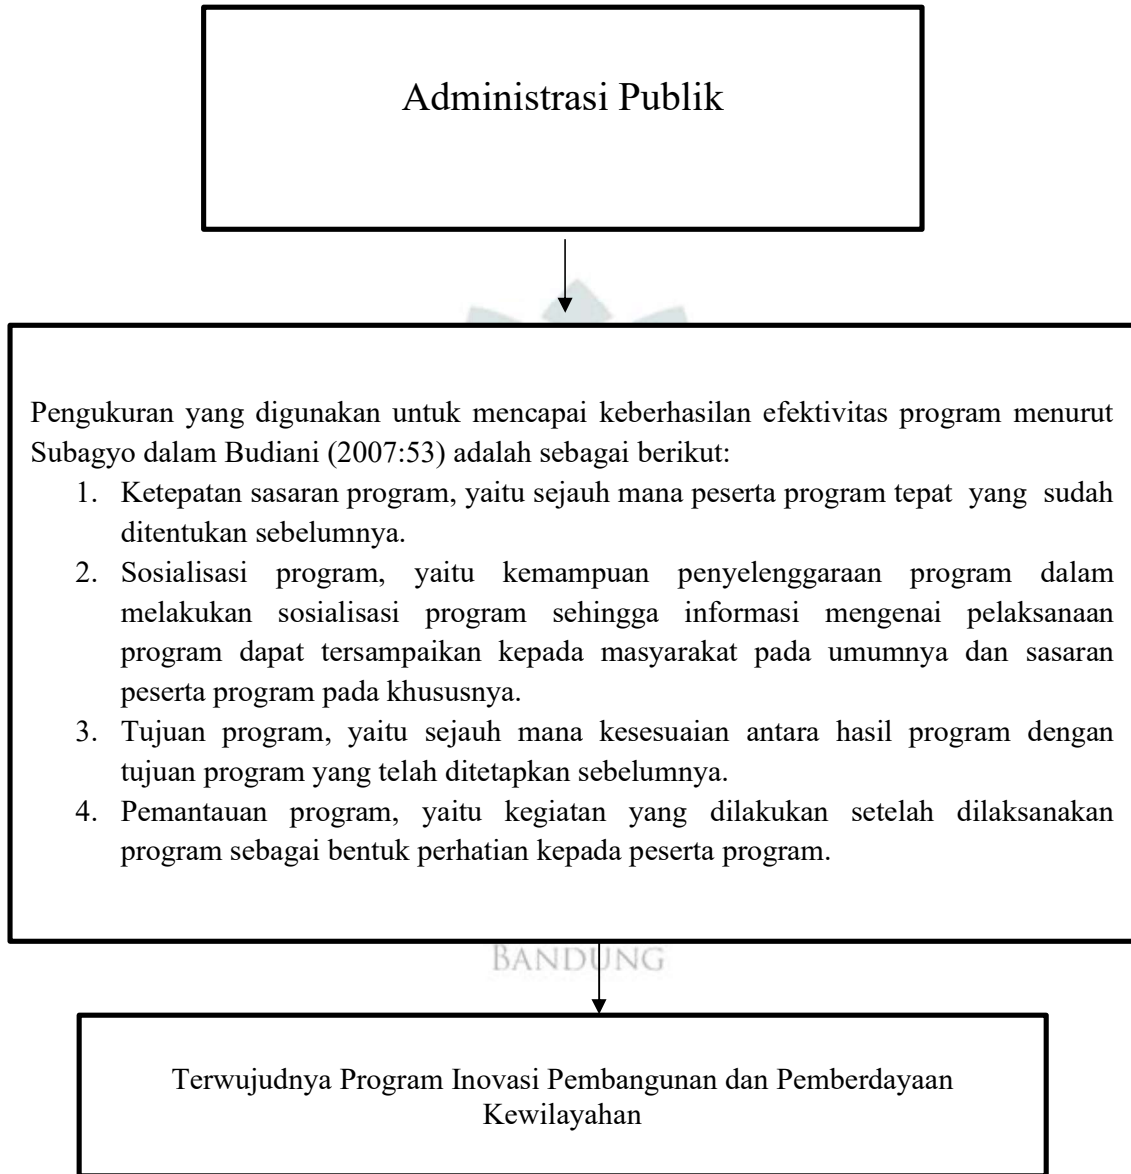 Administrasi Publik
Pengukuran yang digunakan untuk mencapai keberhasilan efektivitas program menurut
Subagyo dalam Budiani (2007:53) adalah sebagai berikut:
1. Ketepatan sasaran program, yaitu sejauh mana peserta program tepat yang sudah
ditentukan sebelumnya.
2. Sosialisasi program, yaitu kemampuan penyelenggaraan program dalam
melakukan sosialisasi program sehingga informasi mengenai pelaksanaan
program dapat tersampaikan kepada masyarakat pada umumnya dan sasaran
peserta program pada khususnya.
3. Tujuan program, yaitu sejauh mana kesesuaian antara hasil program dengan
tujuan program yang telah ditetapkan sebelumnya.
4. Pemantauan program, yaitu kegiatan yang dilakukan setelah dilaksanakan
program sebagai bentuk perhatian kepada peserta program.
BANDUNG
Terwujudnya Program Inovasi Pembangunan dan Pemberdayaan
Kewilayahan